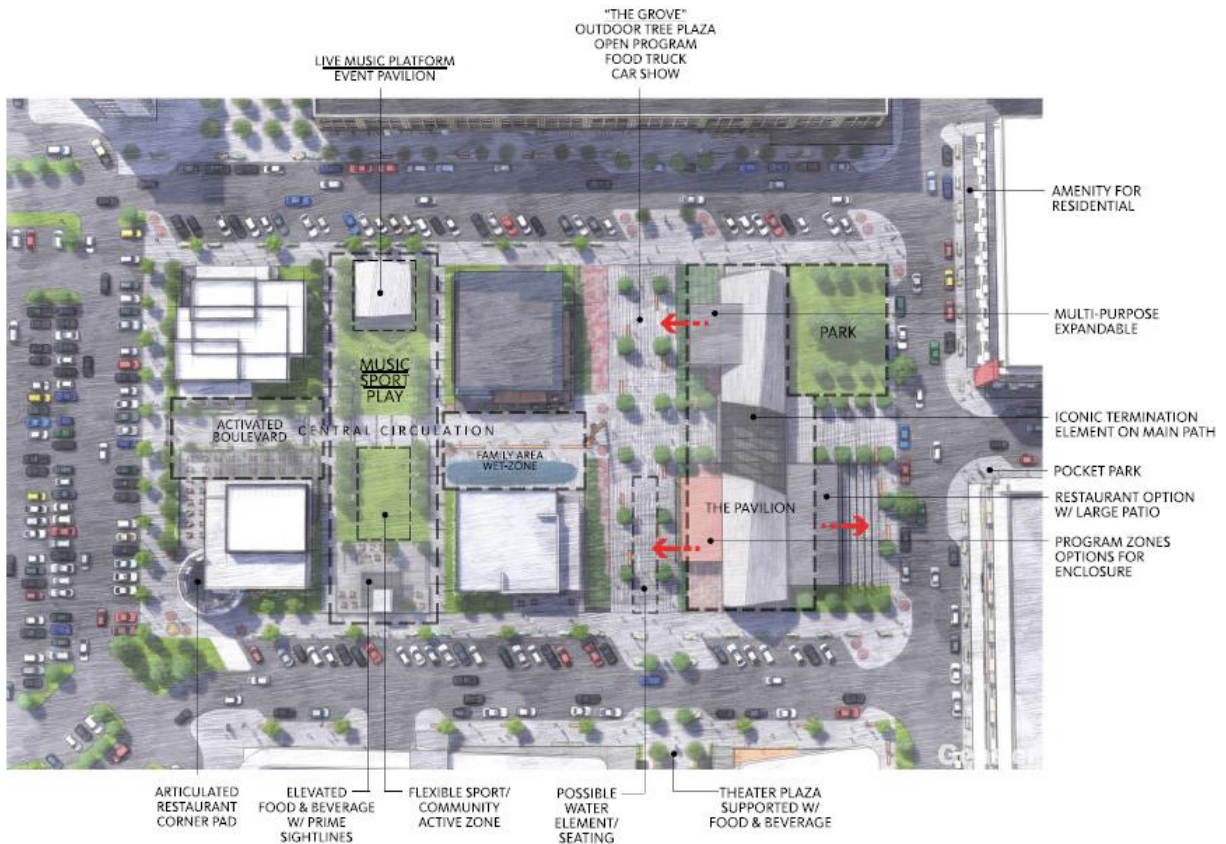 "THE GROVE"
OUTDOOR TREE PLAZA
OPEN PROGRAM
FOOD TRUCK
CAR SHOW
LIVE MUSIC PLATFORM
EVENT PAVILION
AMENITY FOR
RESIDENTIAL
MULTI-PURPOSE
EXPANDABLE
PARK
MUSIC
SPORT
PLAY
ACTIVATED
BOULEVARD
CENTRAL CIRCULATION
FAMILY AREA
WET-ZONE
ICONIC TERMINATION
ELEMENT ON MAIN PATH
POCKET PARK
RESTAURANT OPTION
W/ LARGE PATIO
THE PAVILION
PROGRAM ZONES
OPTIONS FOR
ENCLOSURE
ARTICULATED
RESTAURANT
CORNER PAD
ELEVATED
FOOD & BEVERAGE
W/ PRIME
SIGHTLINES
FLEXIBLE SPORT/
COMMUNITY
ACTIVE ZONE
POSSIBLE
WATER
ELEMENT/
SEATING
THEATER PLAZA
SUPPORTED W/
FOOD & BEVERAGE